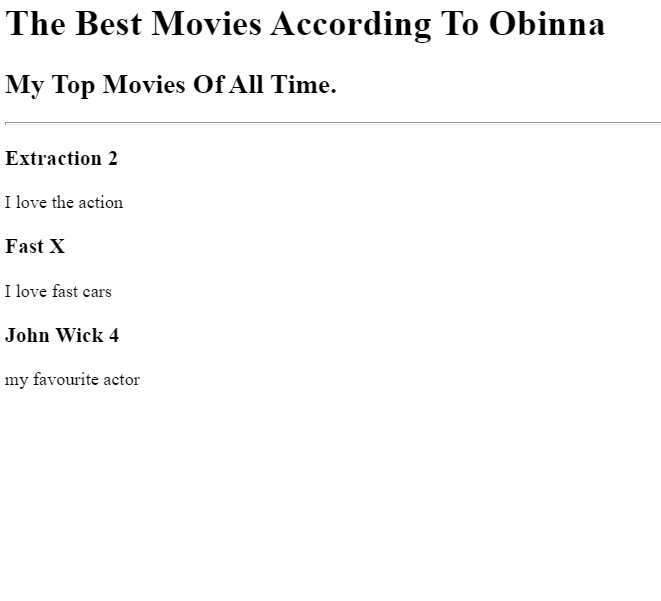 The Best Movies According To Obinna
My Top Movies Of All Time.
Extraction 2
I love the action
Fast X
I love fast cars
John Wick 4
my favourite actor